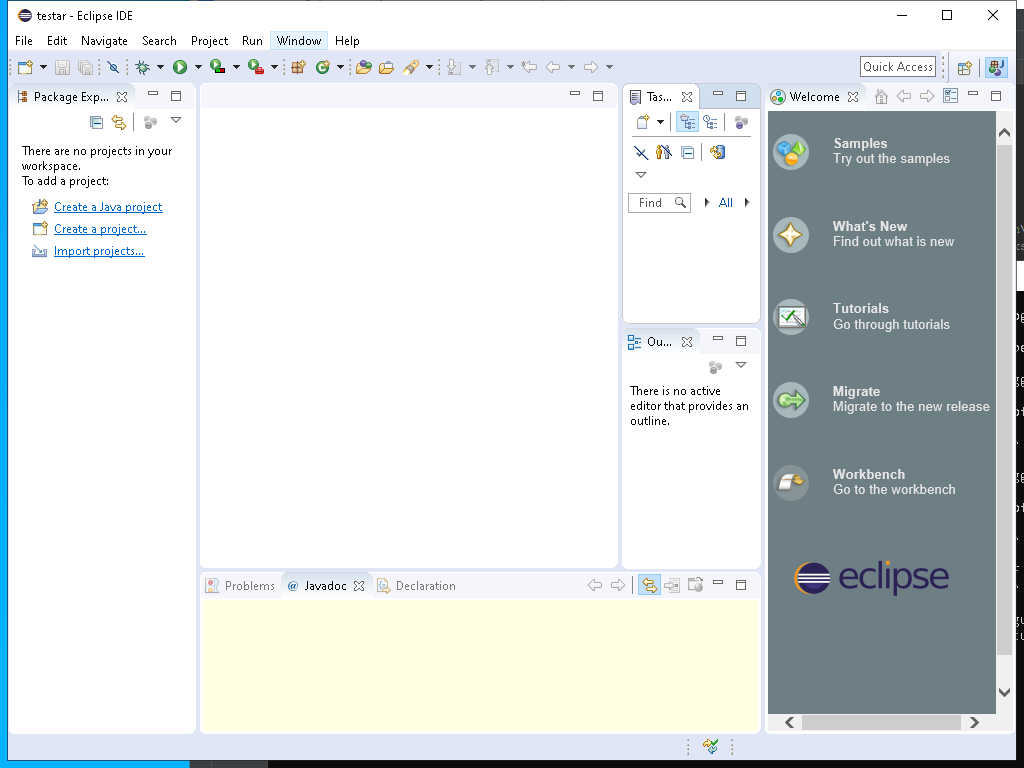 testar - Eclipse IDE
File Edit Navigate Search Project Run Window Help
Quick Access
Package Exp...
There are no projects in your
workspace.
To add a project:
Create a Java project
Create a project...
Import projects...
Tas...
Find
All
Ou...
There is no active
editor that provides an
outline.
Welcome
Samples
Try out the samples
What's New
Find out what is new
Tutorials
Go through tutorials
Migrate
Migrate to the new release
Workbench
Go to the workbench
eclipse
Problems @ Javadoc Declaration